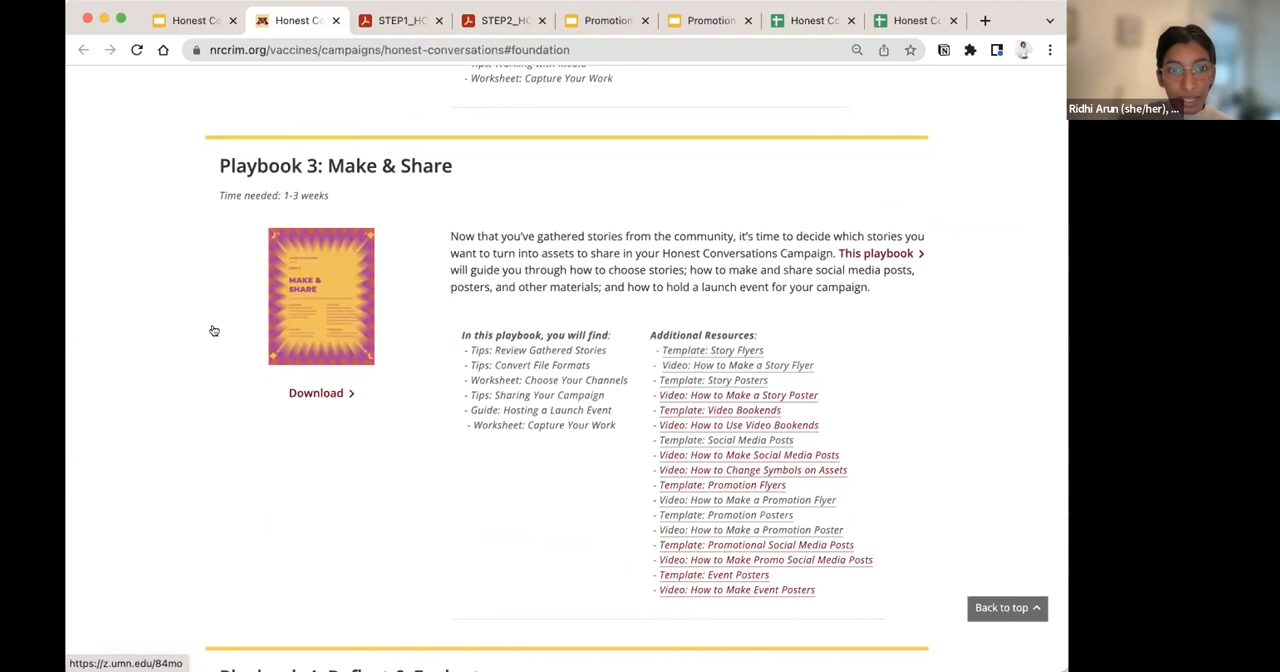 Honest Co
Honest Co
STEP1_HO
STEP2_HO
Promotion
Promotion
Honest Co
Honest Co
nrcrim.org/vaccines/campaigns/honest-conversations#foundation
Ridhi Arun (she/her), ...
- Tips: Working with Media
- Worksheet: Capture Your Work
Playbook 3: Make & Share
Time needed: 1-3 weeks
MAKE &
SHARE
Download >
Now that you've gathered stories from the community, it's time to decide which stories you
want to turn into assets to share in your Honest Conversations Campaign. This playbook >
will guide you through how to choose stories; how to make and share social media posts,
posters, and other materials; and how to hold a launch event for your campaign.
In this playbook, you will find:
- Tips: Review Gathered Stories
- Tips: Convert File Formats
- Worksheet: Choose Your Channels
- Tips: Sharing Your Campaign
- Guide: Hosting a Launch Event
- Worksheet: Capture Your Work
Additional Resources:
- Template: Story Flyers
- Video: How to Make a Story Flyer
- Template: Story Posters
- Video: How to Make a Story Poster
- Template: Video Bookends
- Video: How to Use Video Bookends
- Template: Social Media Posts
- Video: How to Make Social Media Posts
- Video: How to Change Symbols on Assets
- Template: Promotion Flyers
- Video: How to Make a Promotion Flyer
- Template: Promotion Posters
- Video: How to Make a Promotion Poster
- Template: Promotional Social Media Posts
- Video: How to Make Promo Social Media Posts
- Template: Event Posters
- Video: How to Make Event Posters
Back to top
https://z.umn.edu/84mo